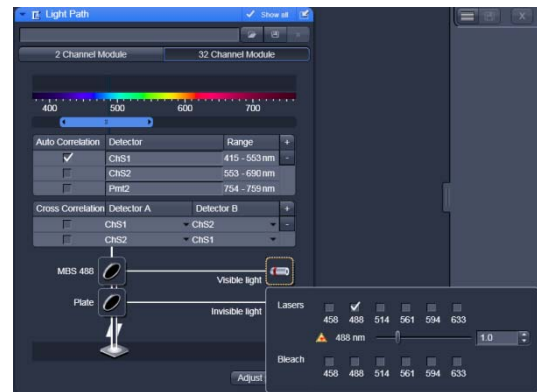 Light Path
Show all
2 Channel Module
32 Channel Module
400 500 600 700
Auto Correlation Detector Range +
ChS1 415 - 553 nm -
ChS2 553 - 690 nm
Pmt2 754 - 759 nm
Cross Correlation Detector A Detector B +
ChS1 ChS2 -
ChS2 ChS1
MBS 488
Visible light
Plate
Invisible light
Lasers
458 488 514 561 594 633
488 nm 1.0
Bleach
458 488 514 561 594 633
Adjust